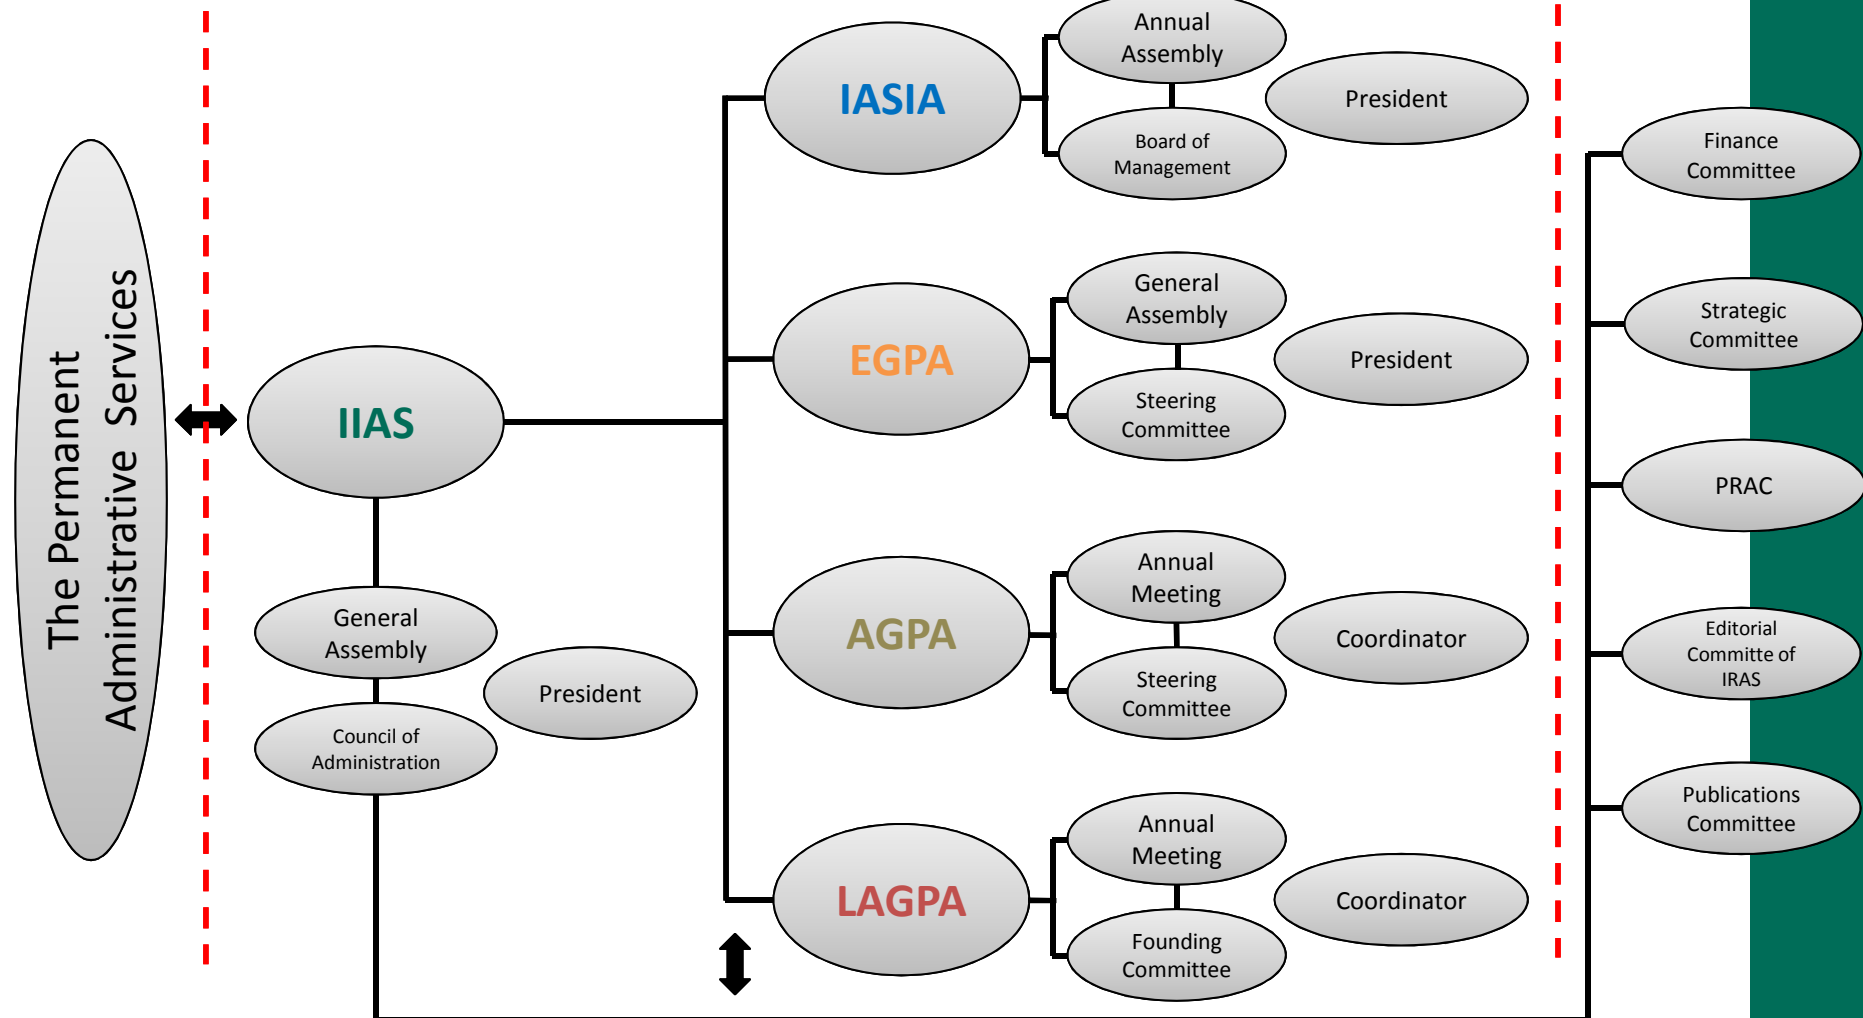 The Permanent
Administrative Services
IIAS
General
Assembly
Council of
Administration
President
IASIA
Annual
Assembly
Board of
Management
President
EGPA
General
Assembly
Steering
Committee
President
AGPA
Annual
Meeting
Steering
Committee
Coordinator
LAGPA
Annual
Meeting
Founding
Committee
Coordinator
Finance
Committee
Strategic
Committee
PRAC
Editorial
Committe of
IRAS
Publications
Committee